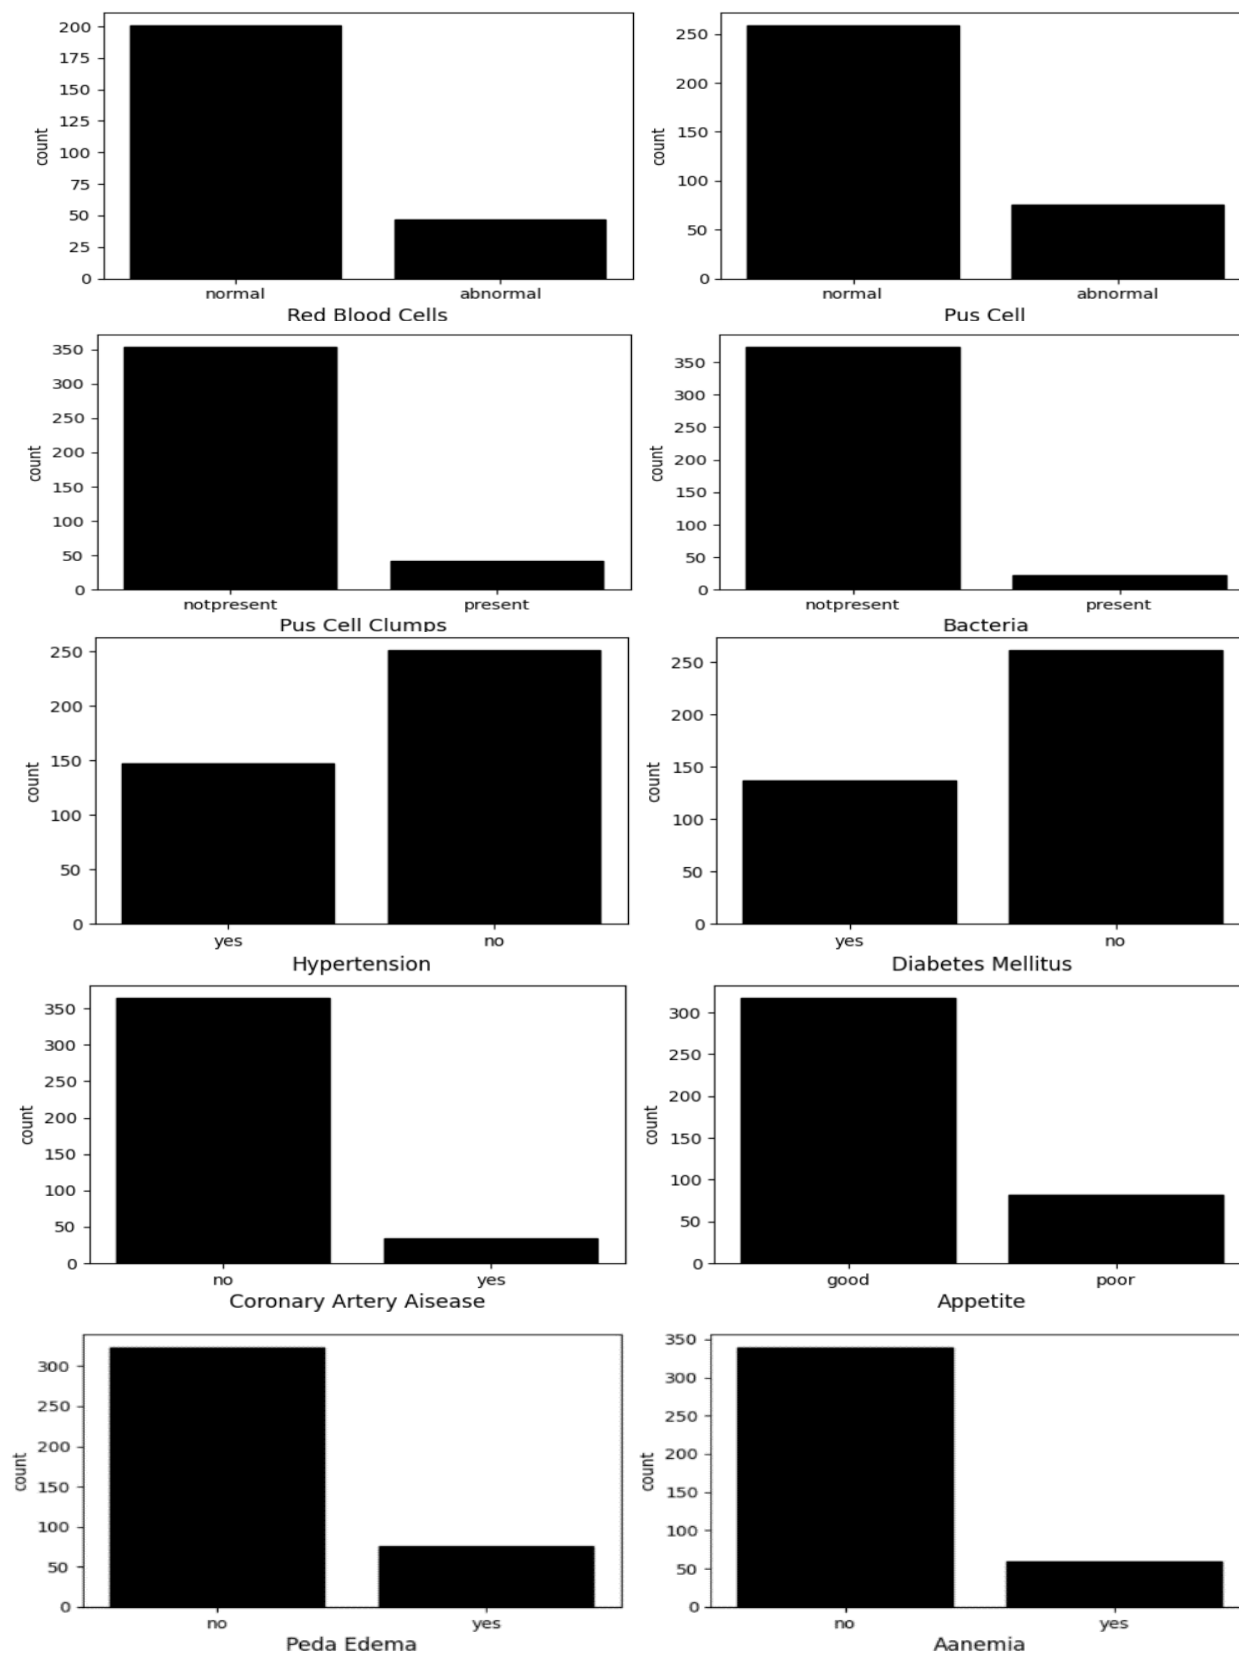 200
175
150
125
100
75
50
25
0
count
normal abnormal
Red Blood Cells
250
200
150
100
50
0
count
normal abnormal
Pus Cell
350
300
250
200
150
100
50
0
count
notpresent present
Pus Cell Clumps
350
300
250
200
150
100
50
0
count
notpresent present
Bacteria
250
200
150
100
50
0
count
yes no
Hypertension
250
200
150
100
50
0
count
yes no
Diabetes Mellitus
350
300
250
200
150
100
50
0
count
no yes
Coronary Artery Aisease
300
250
200
150
100
50
0
count
good poor
Appetite
300
250
200
150
100
50
0
count
no yes
Peda Edema
350
300
250
200
150
100
50
0
count
no yes
Aanemia